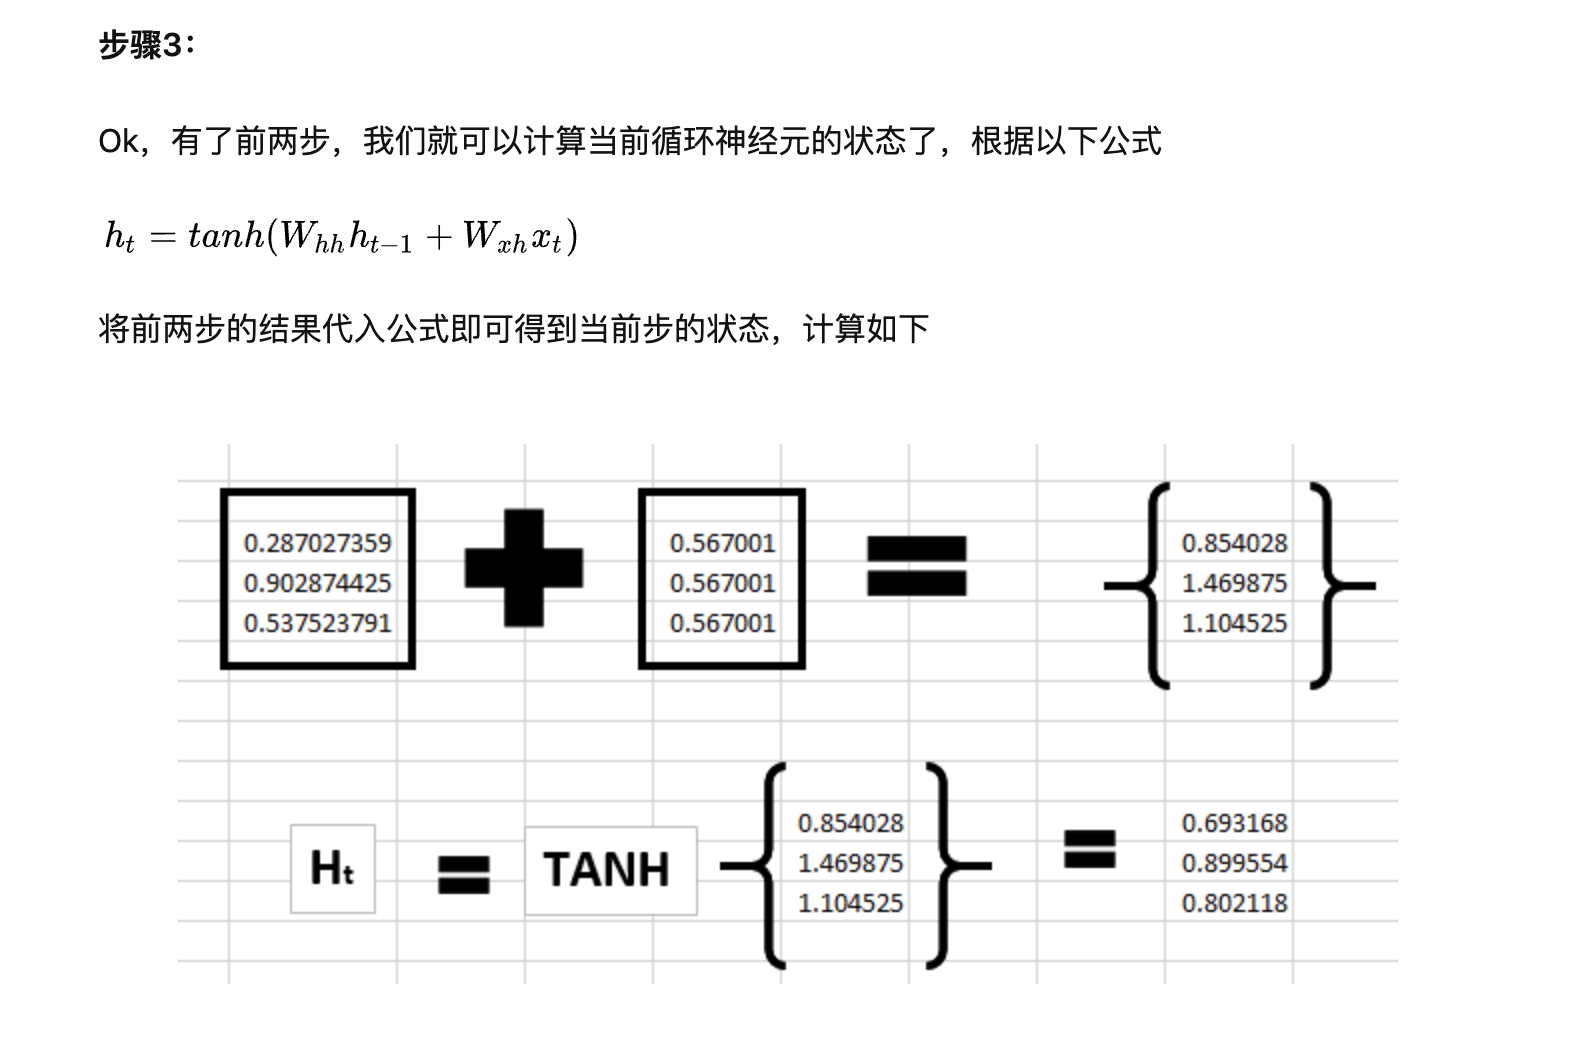 步骤3：
Ok，有了前两步，我们就可以计算当前循环神经元的状态了，根据以下公式
h_t = tanh(W_{hh}h_{t-1} + W_{xh}x_t)
将前两步的结果代入公式即可得到当前步的状态，计算如下
0.287027359 + 0.567001 = 0.854028
0.902874425 0.567001 1.469875
0.537523791 0.567001 1.104525
0.854028 0.693168
H_t = TANH 1.469875 = 0.899554
1.104525 0.802118